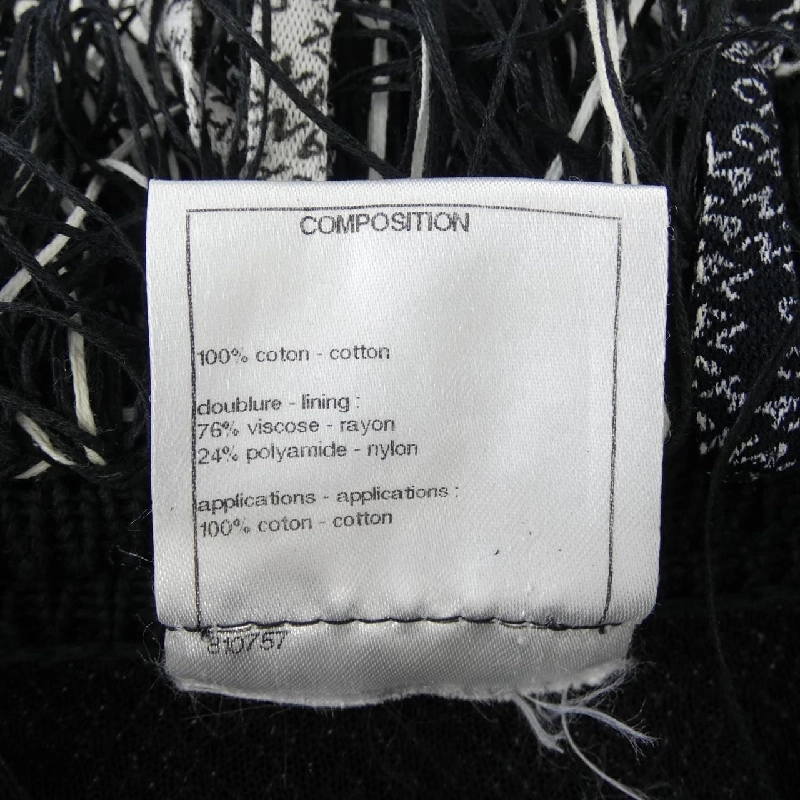 COMPOSITION
100% coton - cotton
doublure - lining :
76% viscose - rayon
24% polyamide - nylon
applications - applications :
100% coton - cotton
810757